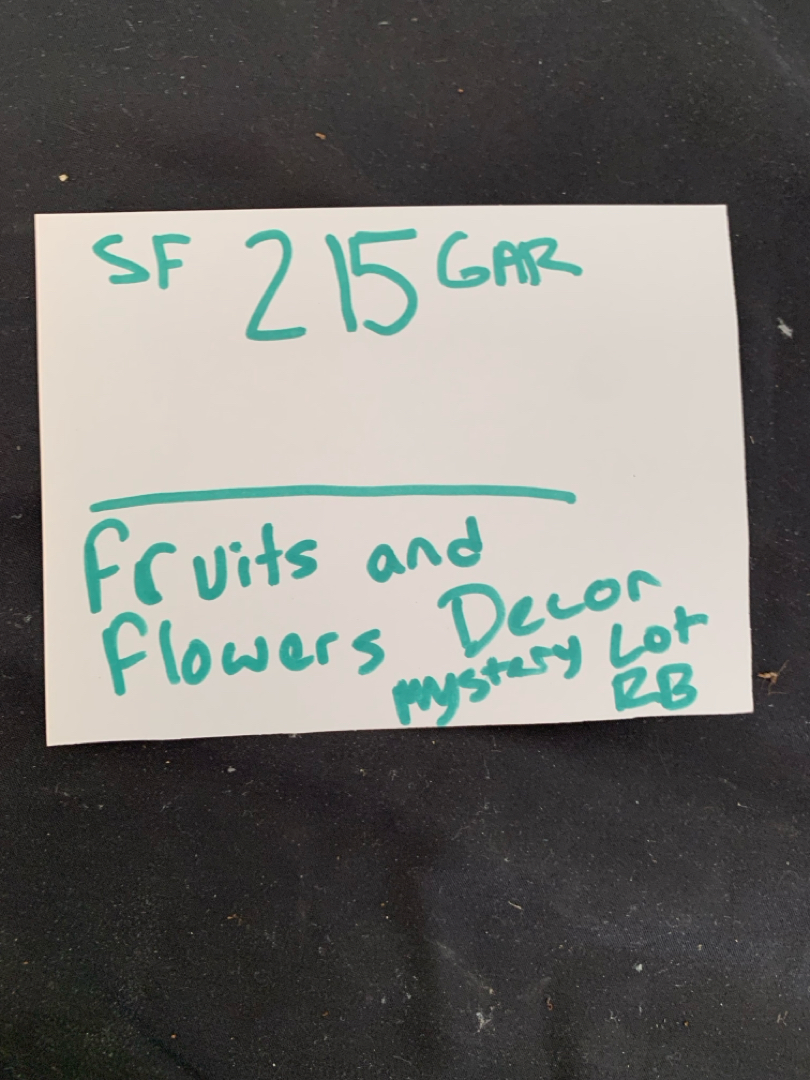 SF 215 GAR
Fruits and
Flowers Decor
Mystery Lot
RB